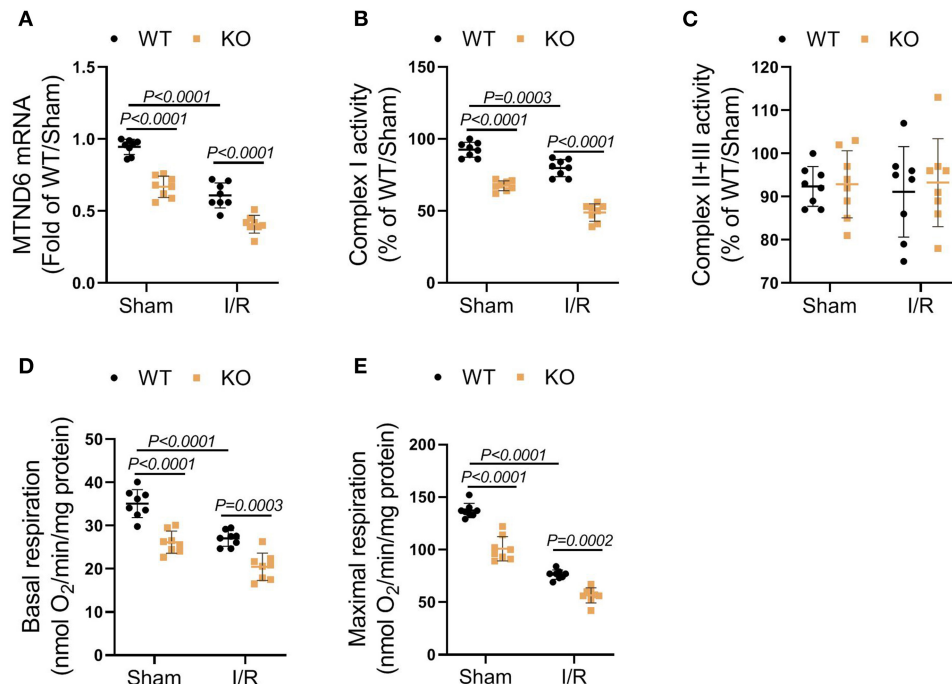 A
WT KO
MTND6 mRNA
(Fold of WT/Sham)
1.5
1.0
0.5
0.0
P<0.0001
P<0.0001
P<0.0001
Sham I/R
B
WT KO
Complex I activity
(% of WT/Sham)
150
100
50
0
P=0.0003
P<0.0001
P<0.0001
Sham I/R
C
WT KO
Complex II+III activity
(% of WT/Sham)
120
110
100
90
80
70
Sham I/R
D
WT KO
Basal respiration
(nmol O2/min/mg protein)
50
40
30
20
10
0
P<0.0001
P<0.0001
P=0.0003
Sham I/R
E
WT KO
Maximal respiration
(nmol O2/min/mg protein)
200
150
100
50
0
P<0.0001
P<0.0001
P=0.0002
Sham I/R